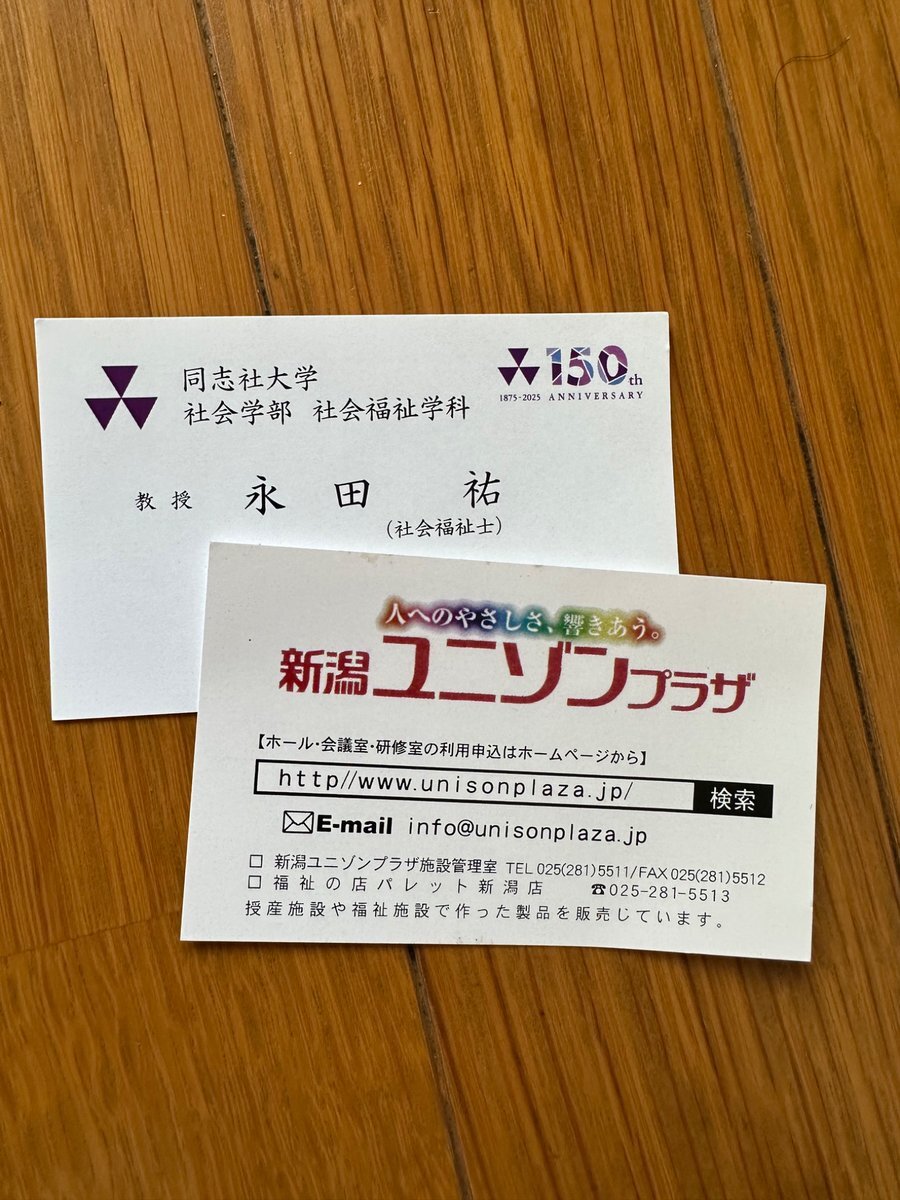 同志社大学
社会学部 社会福祉学科
150th
1875-2025 ANNIVERSARY
教授 永田 祐
(社会福祉士)
人へのやさしさ、響きあう。
新潟ユニゾンプラザ
【ホール・会議室・研修室の利用申込はホームページから】
http//www.unisonplaza.jp/ 検索
E-mail info@unisonplaza.jp
□ 新潟ユニゾンプラザ施設管理室 TEL 025(281)5511/FAX 025(281)5512
□ 福祉の店パレット新潟店 ☎025-281-5513
授産施設や福祉施設で作った製品を販売しています。